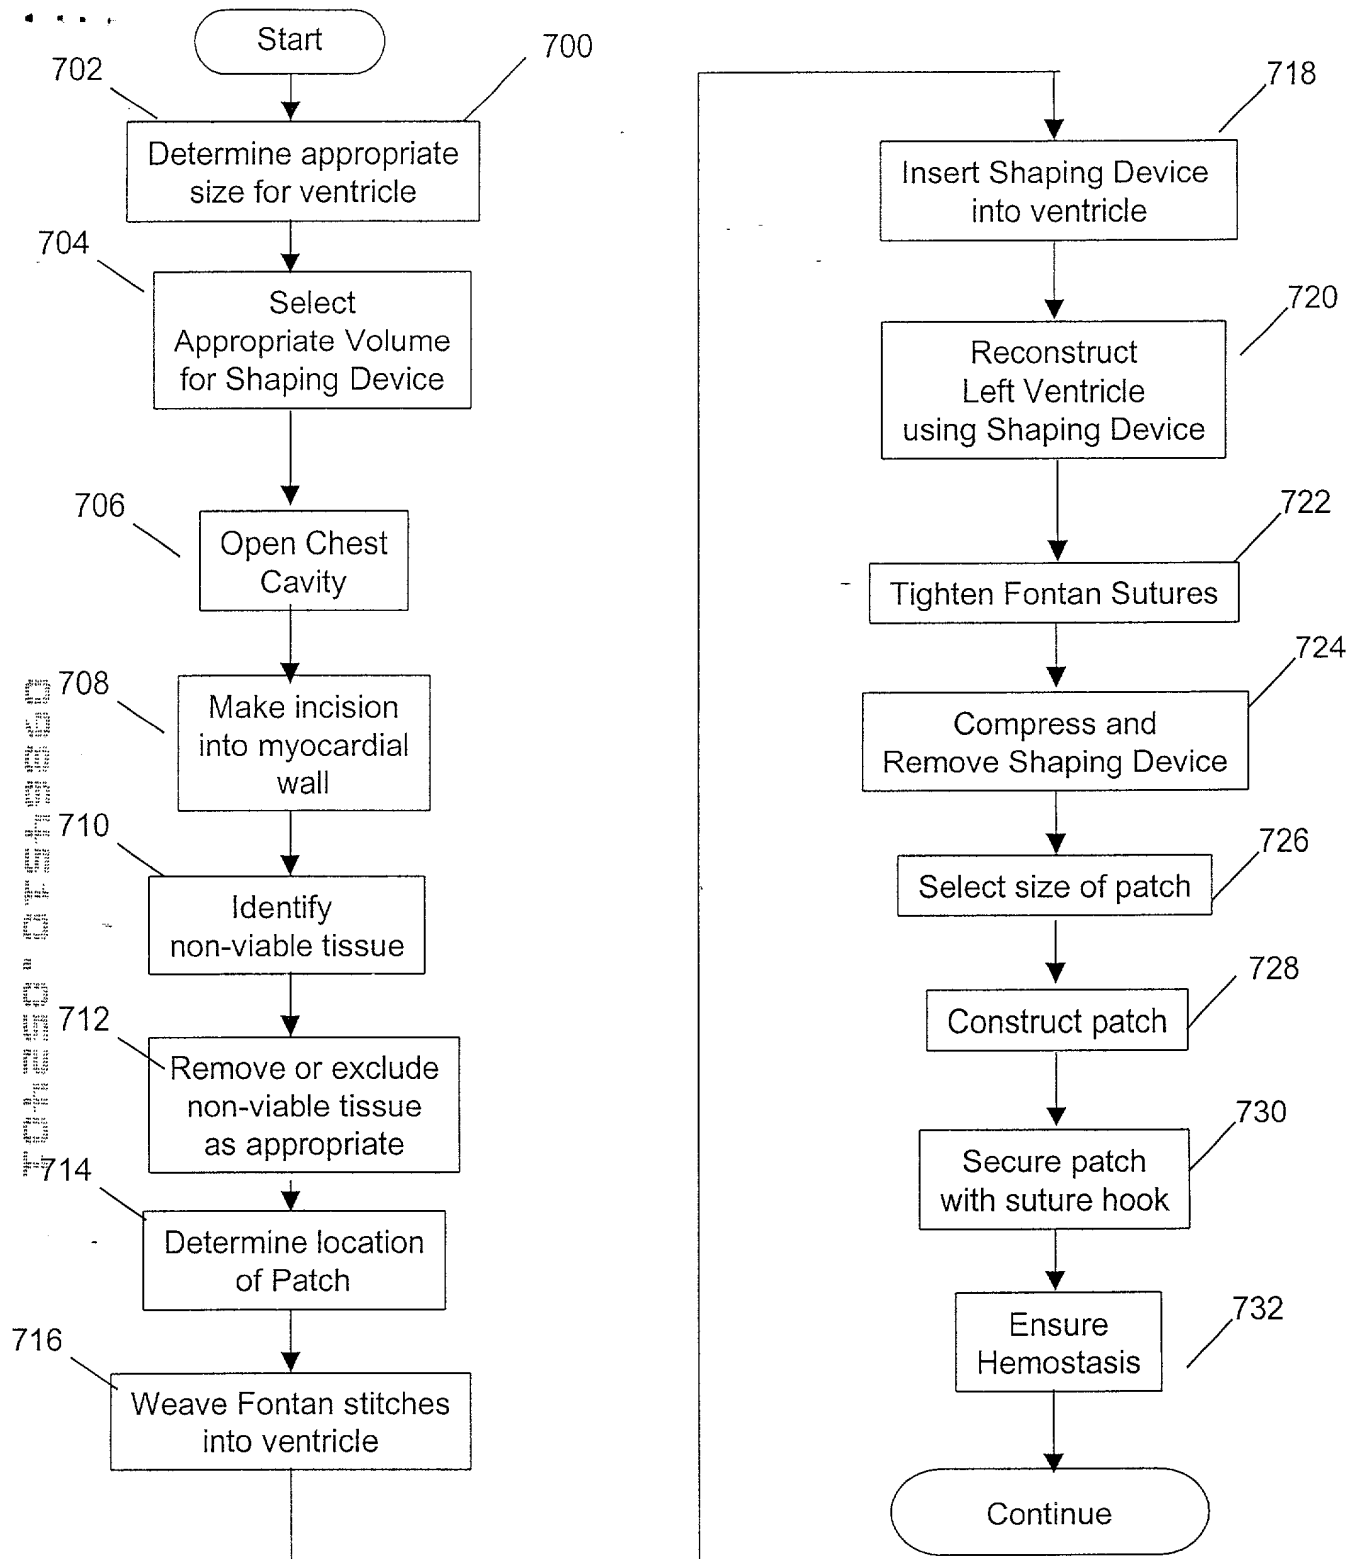 Start
700
702
Determine appropriate
size for ventricle
704
Select
Appropriate Volume
for Shaping Device
706
Open Chest
Cavity
708
Make incision
into myocardial
wall
710
Identify
non-viable tissue
712
Remove or exclude
non-viable tissue
as appropriate
714
Determine location
of Patch
716
Weave Fontan stitches
into ventricle
718
Insert Shaping Device
into ventricle
720
Reconstruct
Left Ventricle
using Shaping Device
722
Tighten Fontan Sutures
724
Compress and
Remove Shaping Device
726
Select size of patch
728
Construct patch
730
Secure patch
with suture hook
732
Ensure
Hemostasis
Continue